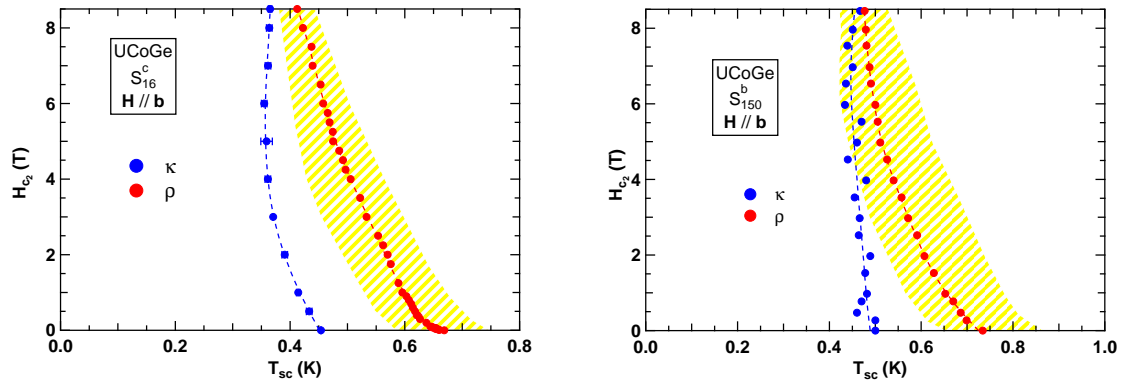 8
6
4
2
0
H_c2 (T)
UCoGe
S^c_16
H // b
κ
ρ
0.0
0.2
0.4
0.6
0.8
T_sc (K)
8
6
4
2
0
H_c2 (T)
UCoGe
S^b_150
H // b
κ
ρ
0.0
0.2
0.4
0.6
0.8
1.0
T_sc (K)